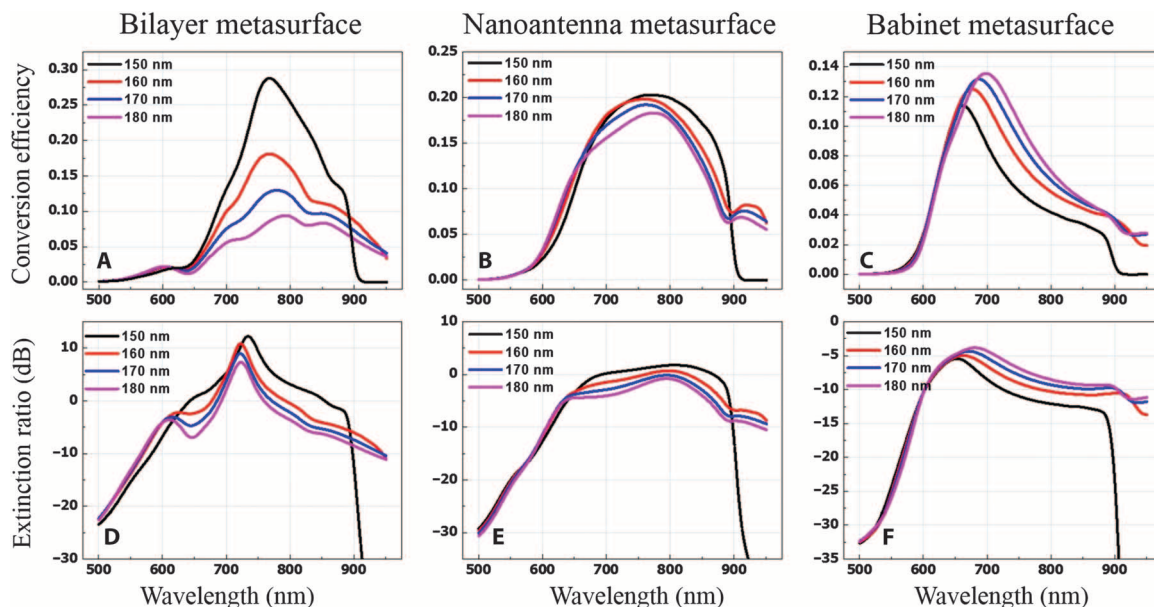 Bilayer metasurface
Nanoantenna metasurface
Babinet metasurface
Conversion efficiency
0.30
0.25
0.20
0.15
0.10
0.05
0.00
150 nm
160 nm
170 nm
180 nm
A
500 600 700 800 900
0.25
0.20
0.15
0.10
0.05
0.00
150 nm
160 nm
170 nm
180 nm
B
500 600 700 800 900
0.14
0.12
0.10
0.08
0.06
0.04
0.02
0.00
150 nm
160 nm
170 nm
180 nm
C
500 600 700 800 900
Extinction ratio (dB)
10
0
−10
−20
−30
150 nm
160 nm
170 nm
180 nm
D
500 600 700 800 900
Wavelength (nm)
10
0
−10
−20
−30
150 nm
160 nm
170 nm
180 nm
E
500 600 700 800 900
Wavelength (nm)
0
−5
−10
−15
−20
−25
−30
−35
150 nm
160 nm
170 nm
180 nm
F
500 600 700 800 900
Wavelength (nm)